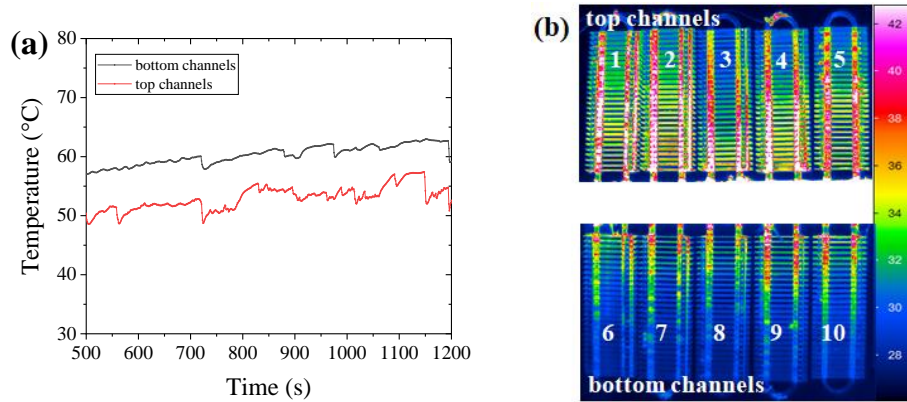 (a)
80
70
60
50
40
30
500 600 700 800 900 1000 1100 1200
Temperature (°C)
Time (s)
bottom channels
top channels
(b)
top channels
1 2 3 4 5
6 7 8 9 10
bottom channels
42
40
38
36
34
32
30
28